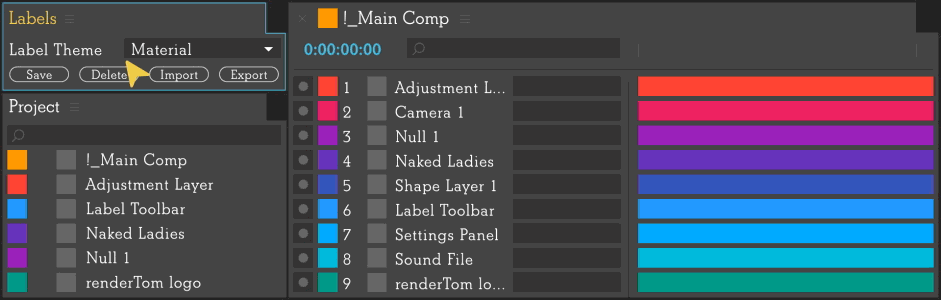 Labels
Label Theme Material
Save Delete Import Export
Project
!_Main Comp
Adjustment Layer
Label Toolbar
Naked Ladies
Null 1
renderTom logo
!_Main Comp
0:00:00:00
1 Adjustment L...
2 Camera 1
3 Null 1
4 Naked Ladies
5 Shape Layer 1
6 Label Toolbar
7 Settings Panel
8 Sound File
9 renderTom lo...